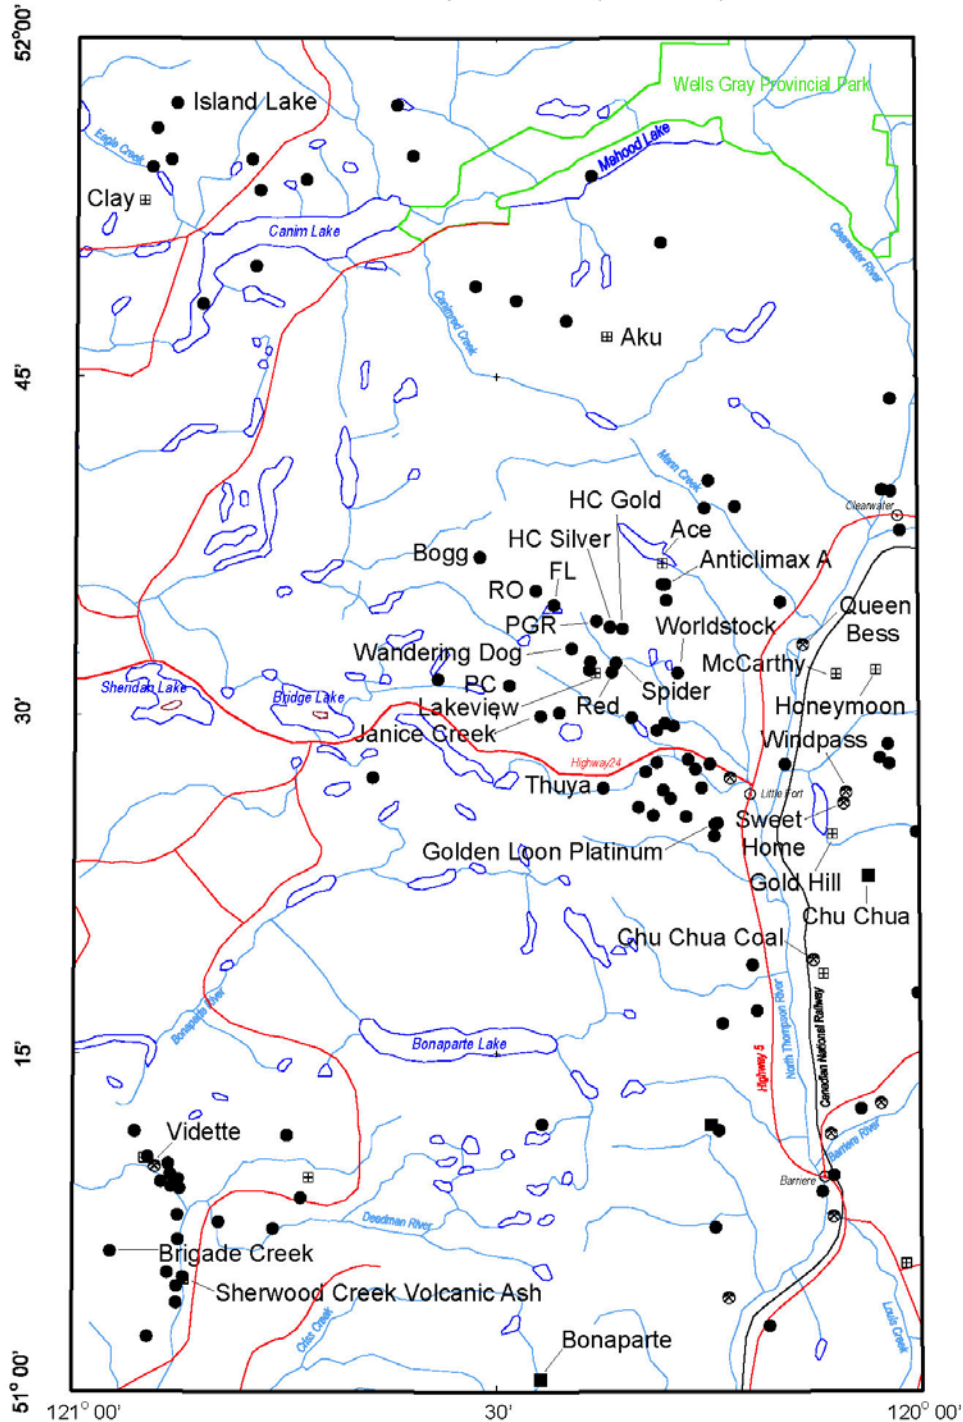 52°00'
Wells Gray Provincial Park
Island Lake
Mahood Lake
Eagle Creek
Clay
Canim Lake
Clearwater River
Canimred Creek
Aku
45'
Mann Creek
HC Gold
Clearwater
HC Silver
Ace
Bogg
FL
Anticlimax A
RO
Queen
Bess
PGR
Worldstock
Wandering Dog
McCarthy
Sheridan Lake
PC
Bridge Lake
Spider
Lakeview
Red
Honeymoon
30'
Janice Creek
Windpass
Highway24
Thuya
Little Fort
Sweet
Home
Golden Loon Platinum
Gold Hill
Chu Chua
Chu Chua Coal
Bonaparte River
North Thompson River
Canadian National Railway
Bonaparte Lake
15'
Highway 5
Vidette
Barriere River
Barriere
Deadman River
Brigade Creek
Sherwood Creek Volcanic Ash
Criss Creek
Louis Creek
Bonaparte
51° 00'
121° 00'
30'
120° 00'